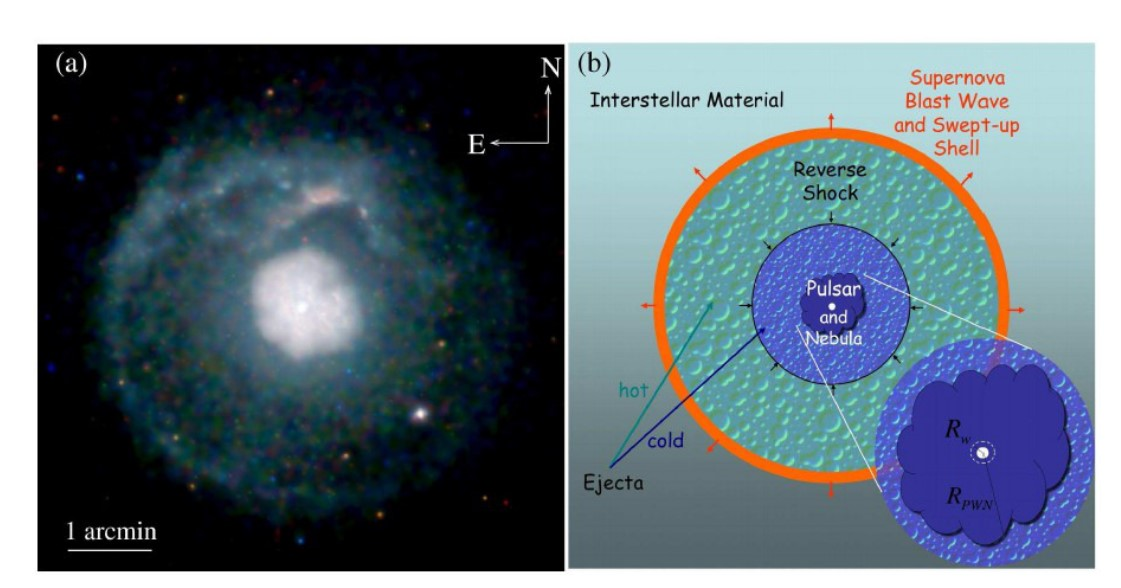 (a)
N
E
1 arcmin
(b)
Interstellar Material
Supernova
Blast Wave
and Swept-up
Shell
Reverse
Shock
Pulsar
and
Nebula
hot
cold
Ejecta
R_w
R_PWN